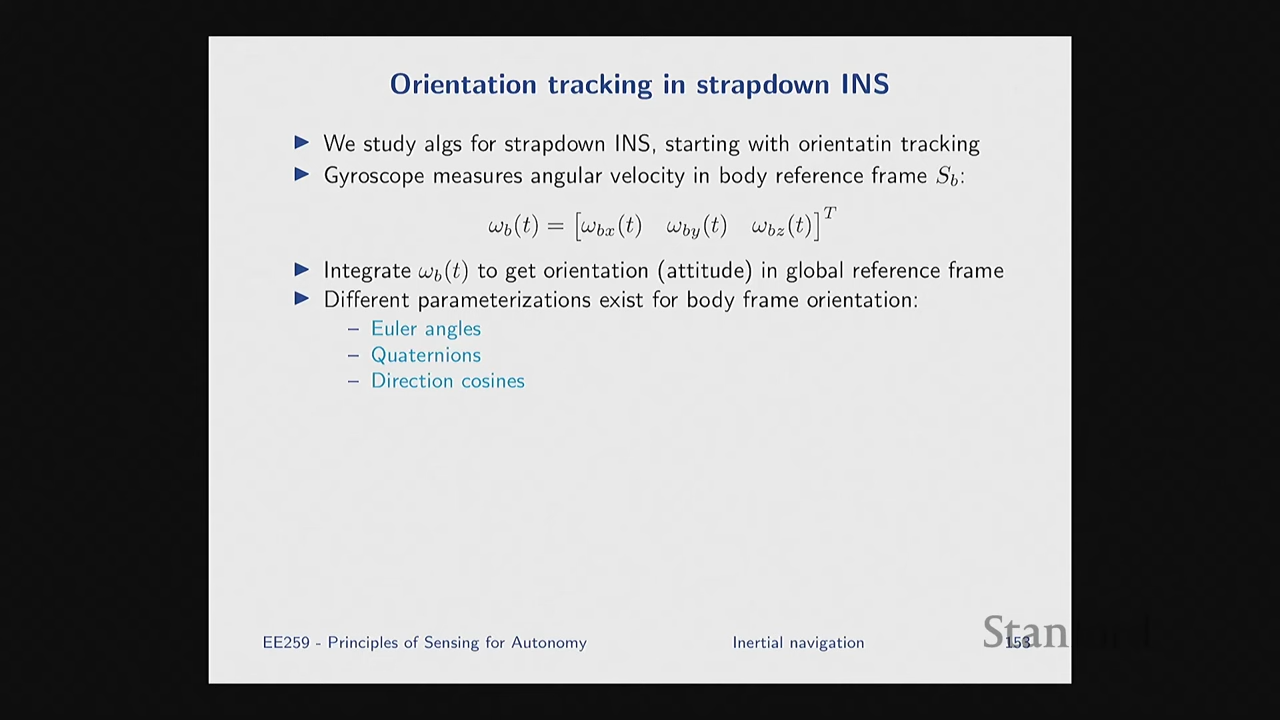 Orientation tracking in strapdown INS
▶ We study algs for strapdown INS, starting with orientatin tracking
▶ Gyroscope measures angular velocity in body reference frame S_b:
ω_b(t) = [ω_bx(t) ω_by(t) ω_bz(t)]^T
▶ Integrate ω_b(t) to get orientation (attitude) in global reference frame
▶ Different parameterizations exist for body frame orientation:
– Euler angles
– Quaternions
– Direction cosines
EE259 - Principles of Sensing for Autonomy Inertial navigation 153
Stanford